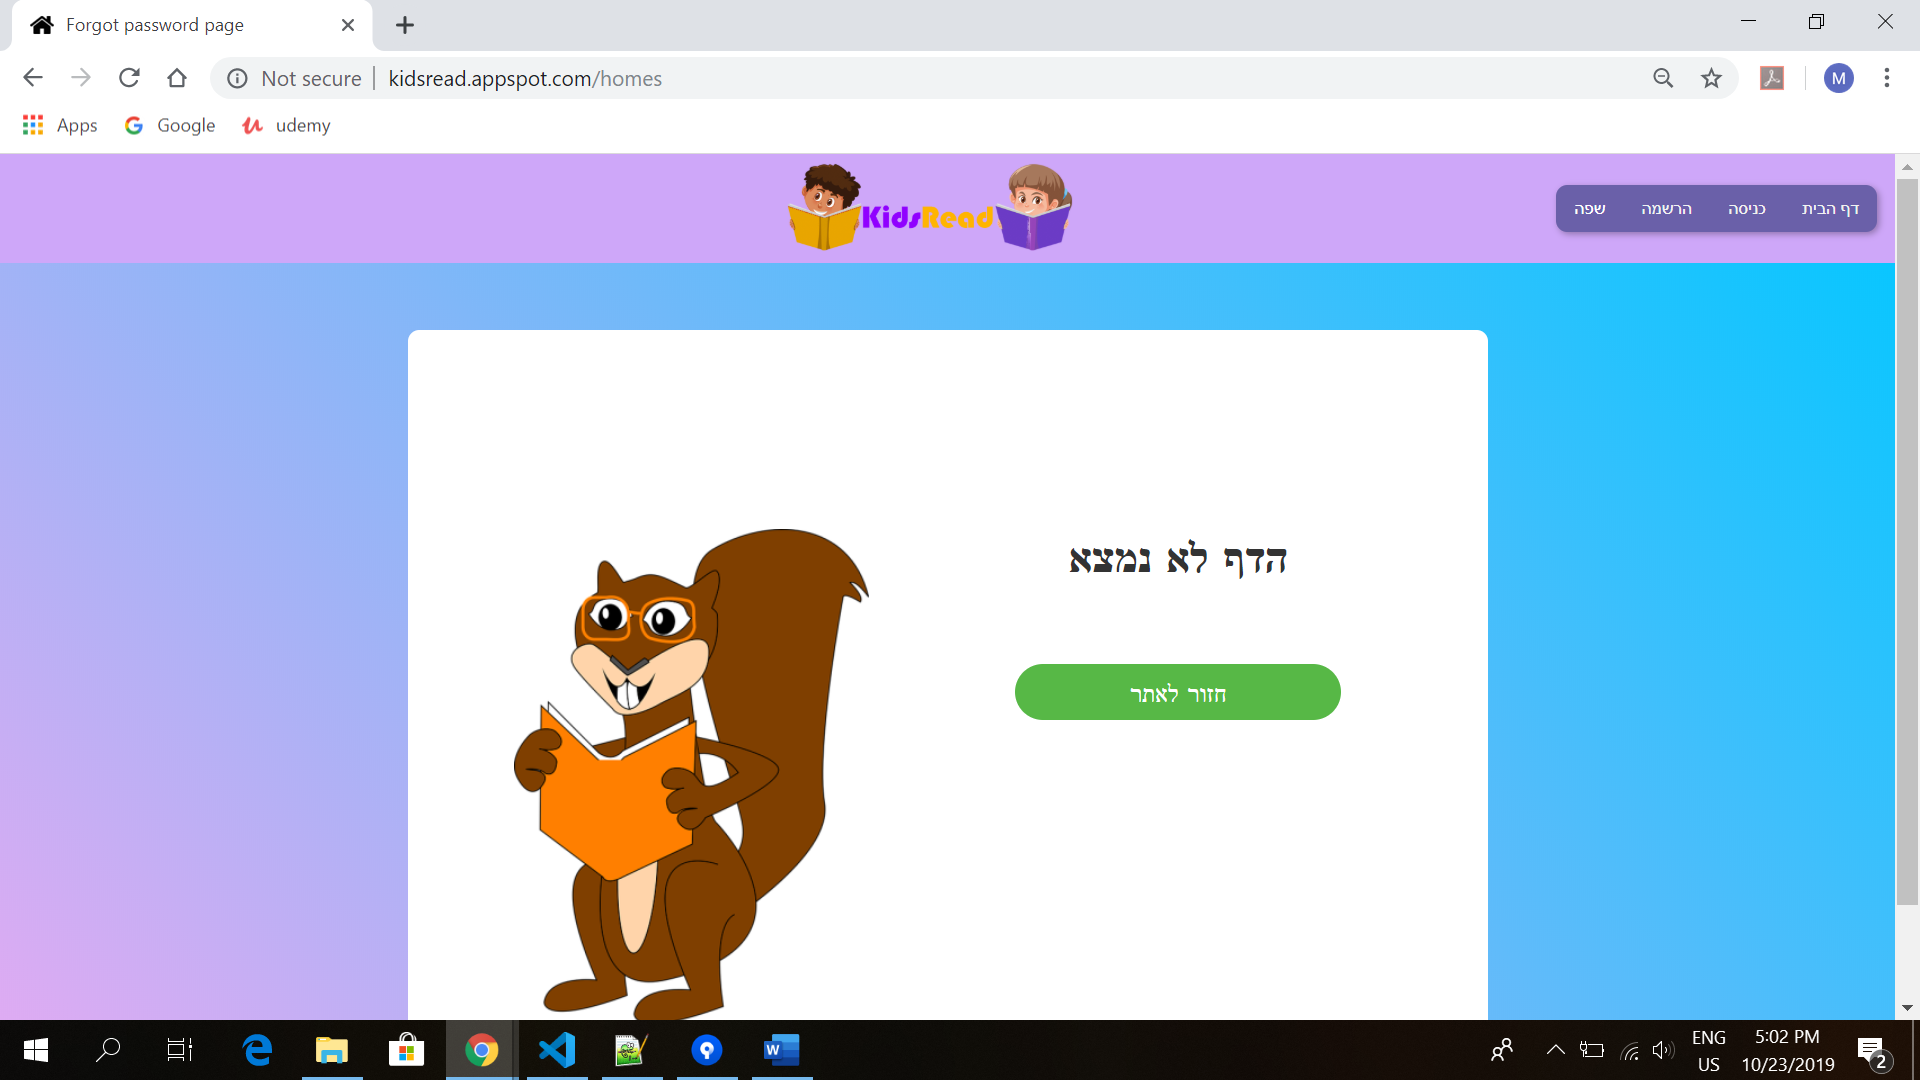 Forgot password page
Not secure
kidsread.appspot.com/homes
M
Apps
Google
udemy
KidsRead
דף הבית
כניסה
הרשמה
שפה
הדף לא נמצא
חזור לאתר
ENG
US
5:02 PM
10/23/2019
2